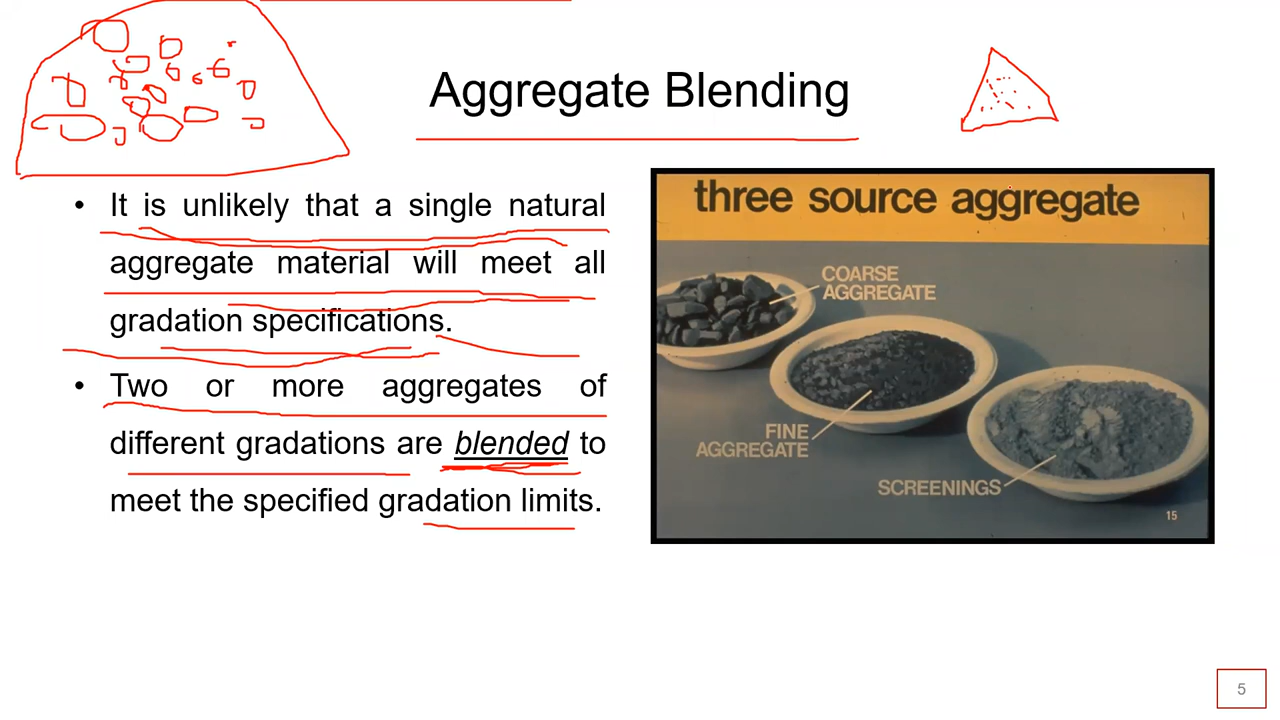 Aggregate Blending
• It is unlikely that a single natural
aggregate material will meet all
gradation specifications.
• Two or more aggregates of
different gradations are blended to
meet the specified gradation limits.
three source aggregate
COARSE
AGGREGATE
FINE
AGGREGATE
SCREENINGS
15
5